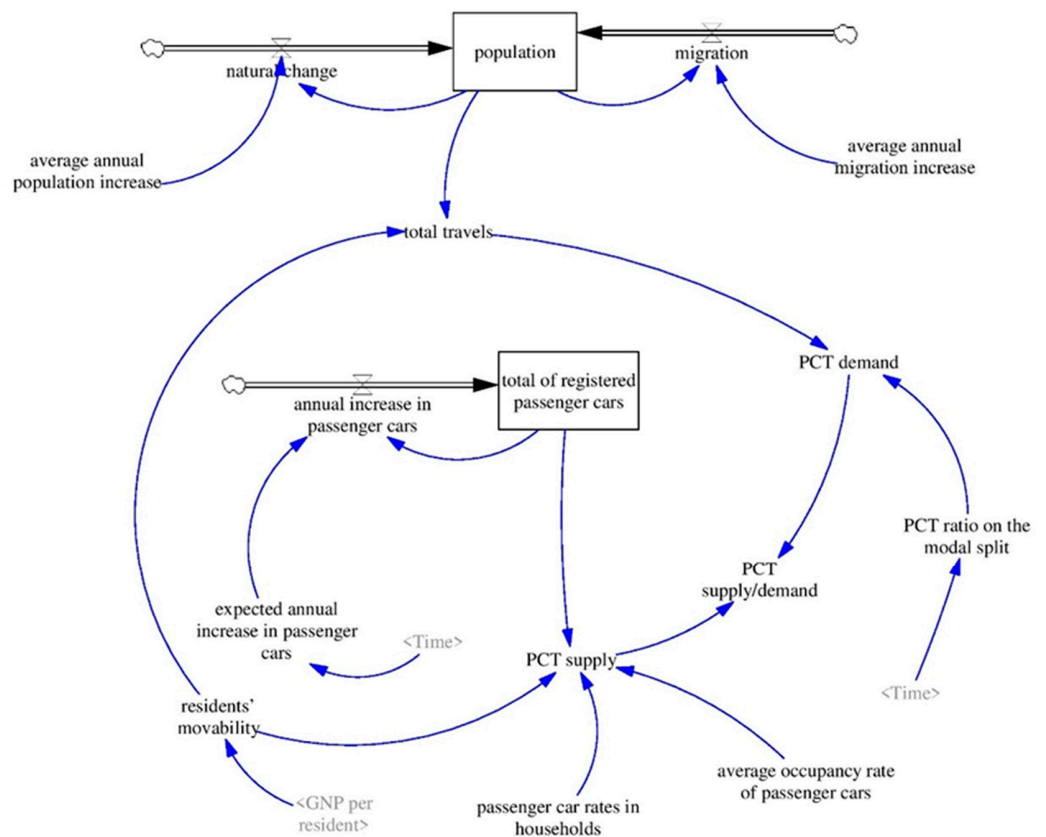 population
migration
natural change
average annual
population increase
average annual
migration increase
total travels
PCT demand
total of registered
passenger cars
annual increase in
passenger cars
PCT ratio on the
modal split
PCT
supply/demand
expected annual
increase in passenger
cars
<Time>
PCT supply
<Time>
residents'
movability
average occupancy rate
of passenger cars
<GNP per
resident>
passenger car rates in
households